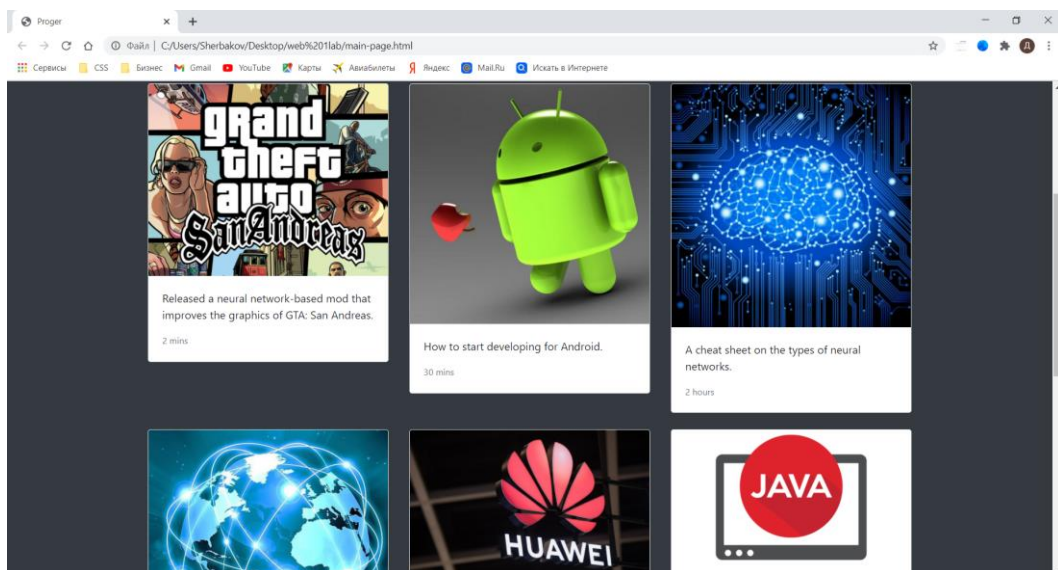 Proger
Файл | C:/Users/Sherbakov/Desktop/web%201lab/main-page.html
Д
Сервисы CSS Бизнес Gmail YouTube Карты Авиабилеты Яндекс Mail.Ru Искать в Интернете
grand
theft
auto
San Andreas
Released a neural network-based mod that
improves the graphics of GTA: San Andreas.
2 mins
How to start developing for Android.
30 mins
A cheat sheet on the types of neural
networks.
2 hours
HUAWEI
JAVA